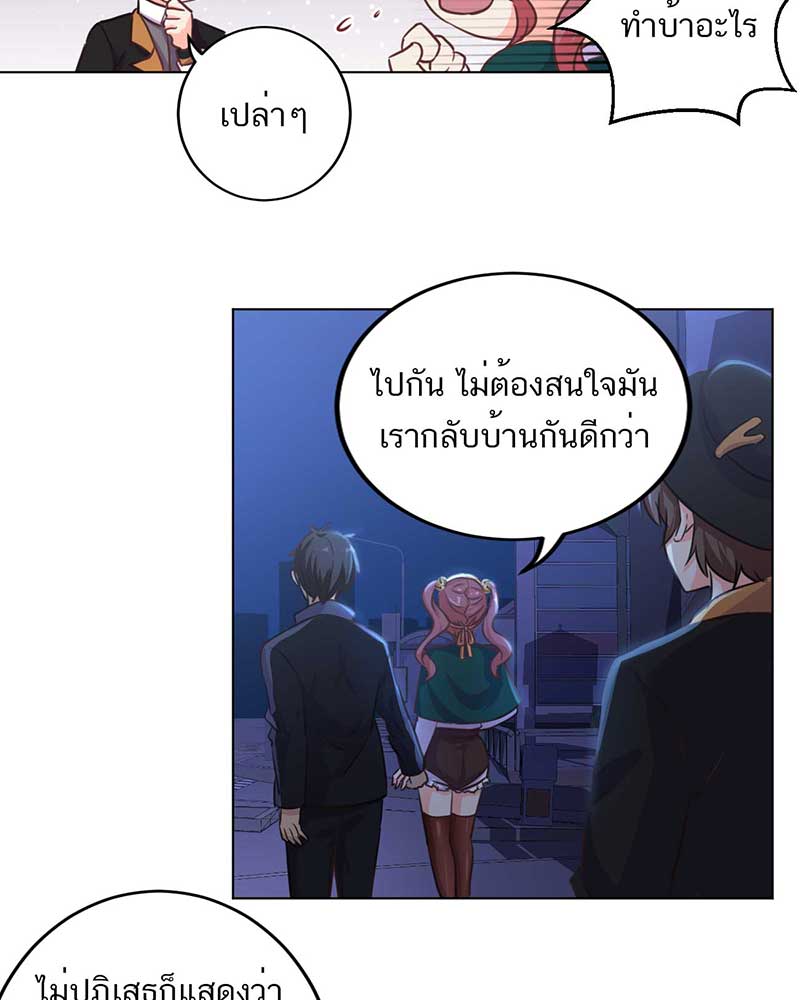 ทำบ้าอะไร
เปล่าๆ
ไปกัน ไม่ต้องสนใจมัน
เรากลับบ้านกันดีกว่า
ไม่ปฏิเสธก็แสดงว่า